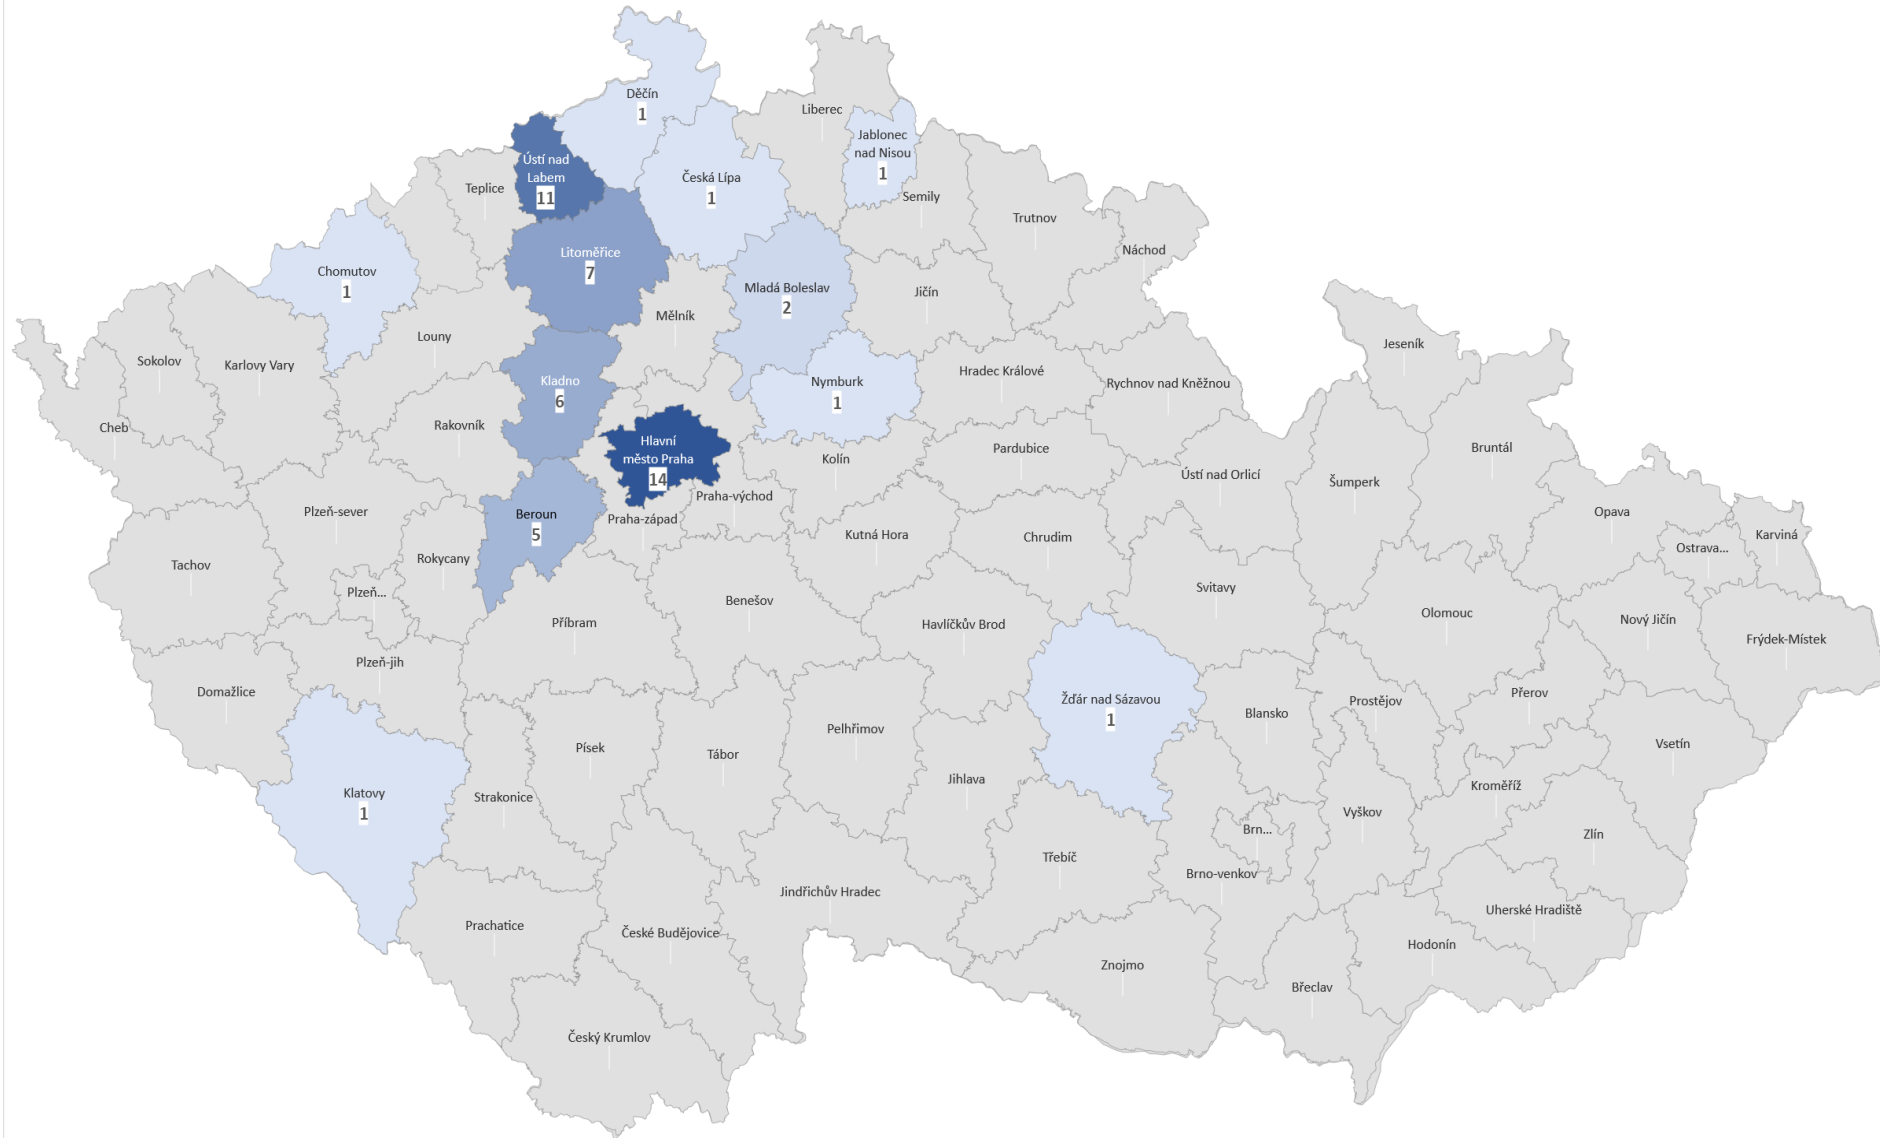 Děčín
1
Liberec
Jablonec
nad Nisou
1
Ústí nad
Labem
11
Teplice
Česká Lípa
1
Semily
Trutnov
Náchod
Litoměřice
7
Chomutov
1
Mladá Boleslav
2
Jičín
Mělník
Louny
Jeseník
Sokolov
Karlovy Vary
Kladno
6
Nymburk
1
Hradec Králové
Rychnov nad Kněžnou
Cheb
Rakovník
Hlavní
město Praha
14
Kolín
Pardubice
Bruntál
Ústí nad Orlicí
Šumperk
Praha-východ
Plzeň-sever
Beroun
5
Praha-západ
Opava
Kutná Hora
Chrudim
Karviná
Ostrava...
Tachov
Rokycany
Plzeň...
Svitavy
Benešov
Příbram
Havlíčkův Brod
Olomouc
Nový Jičín
Frýdek-Místek
Plzeň-jih
Domažlice
Žďár nad Sázavou
1
Blansko
Prostějov
Přerov
Písek
Tábor
Pelhřimov
Vsetín
Jihlava
Klatovy
1
Strakonice
Kroměříž
Vyškov
Brn...
Zlín
Třebíč
Brno-venkov
Jindřichův Hradec
Uherské Hradiště
Prachatice
České Budějovice
Hodonín
Znojmo
Břeclav
Český Krumlov